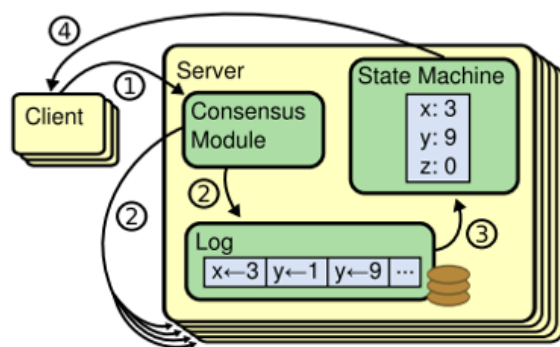 ④
Server
State Machine
①
Client
Consensus
Module
x: 3
y: 9
z: 0
②
②
③
Log
x←3 y←1 y←9 ...